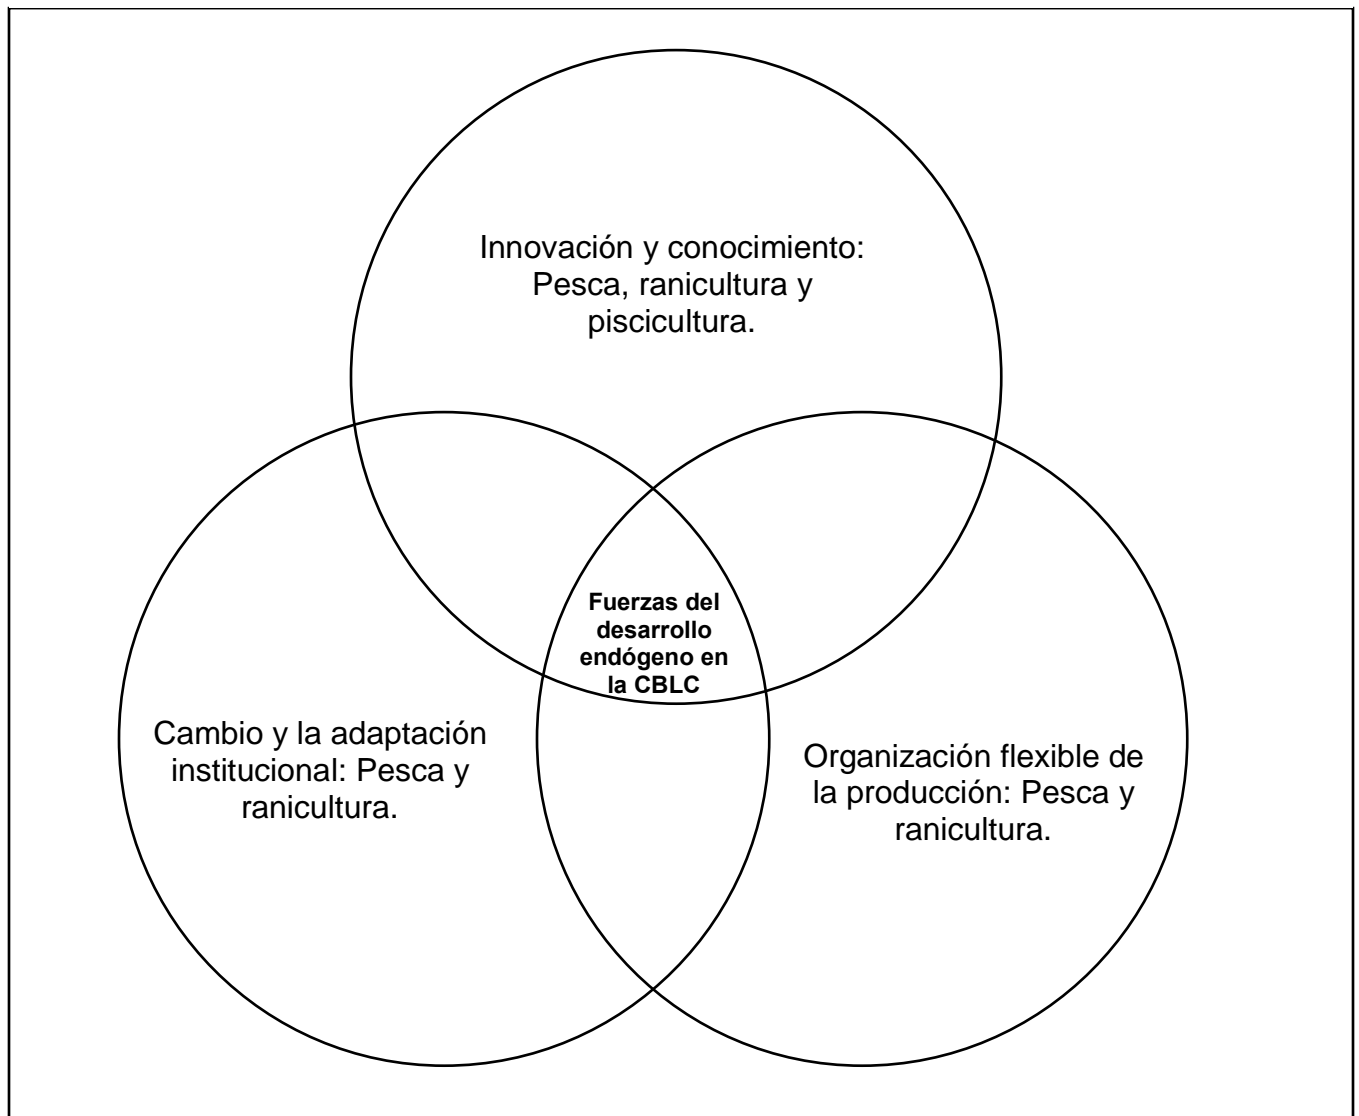 Innovación y conocimiento:
Pesca, ranicultura y
piscicultura.
Fuerzas del
desarrollo
endógeno en
la CBLC
Cambio y la adaptación
institucional: Pesca y
ranicultura.
Organización flexible de
la producción: Pesca y
ranicultura.